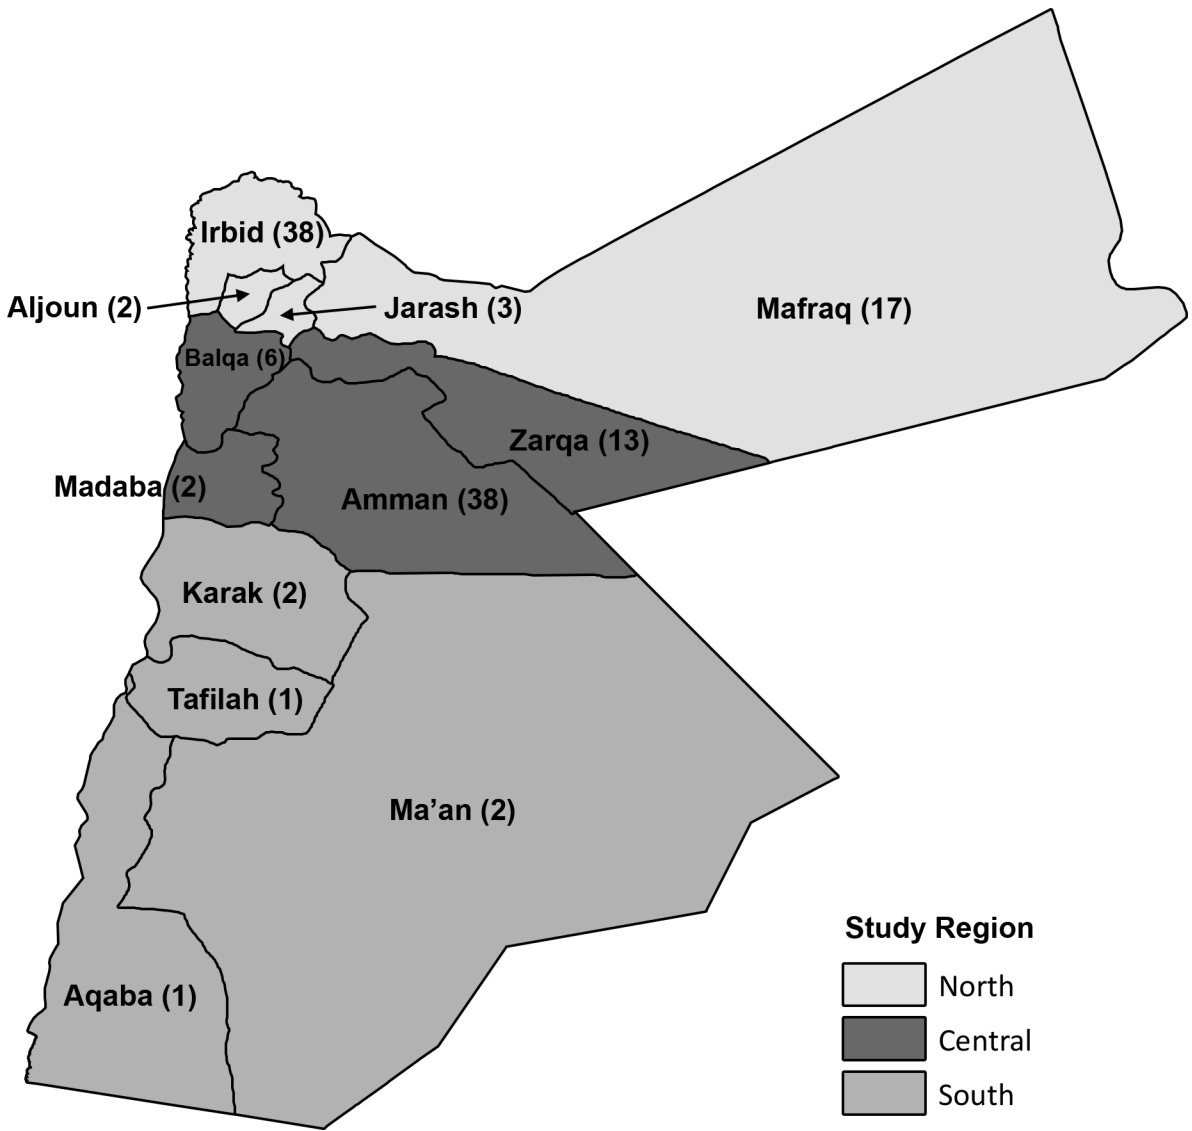 Irbid (38)
Aljoun (2)
Jarash (3)
Mafraq (17)
Balqa (6)
Zarqa (13)
Madaba (2)
Amman (38)
Karak (2)
Tafilah (1)
Ma’an (2)
Aqaba (1)
Study Region
North
Central
South